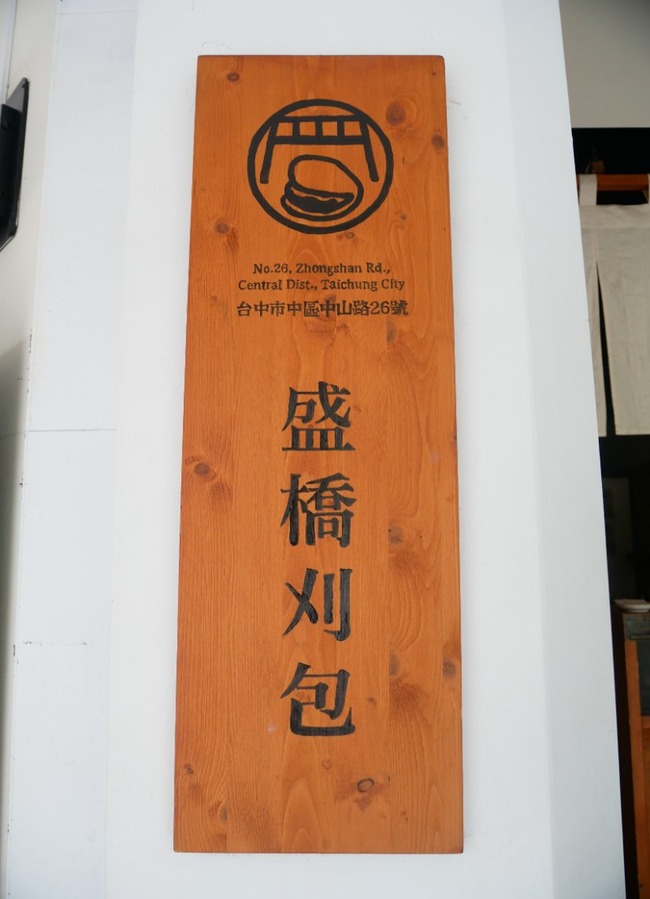 No.26, Zhongshan Rd.,
Central Dist., Taichung City
台中市中區中山路26號
盛橋刈包